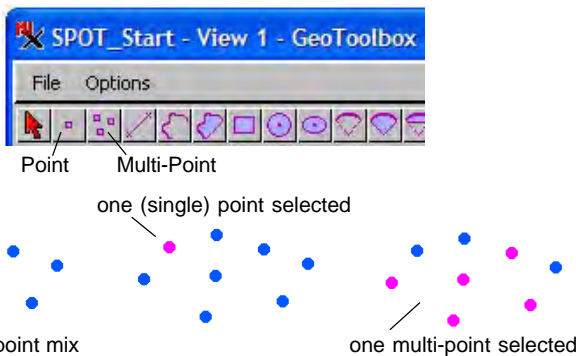 SPOT_Start - View 1 - GeoToolbox
File Options
Point Multi-Point
one (single) point selected
point mix
one multi-point selected